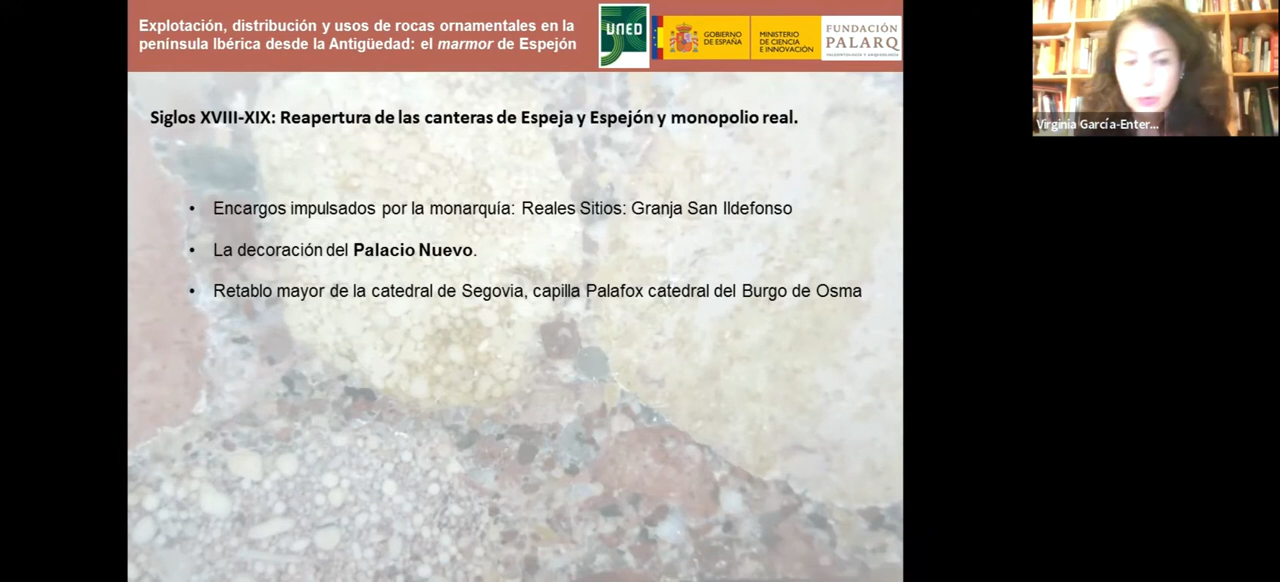 Explotación, distribución y usos de rocas ornamentales en la
península Ibérica desde la Antigüedad: el marmor de Espejón
UNED
GOBIERNO
DE ESPAÑA
MINISTERIO
DE CIENCIA
E INNOVACIÓN
FUNDACIÓN
PALARQ
PALEONTOLOGÍA Y ARQUEOLOGÍA
Virginia García-Enter...
Siglos XVIII-XIX: Reapertura de las canteras de Espeja y Espejón y monopolio real.
• Encargos impulsados por la monarquía: Reales Sitios: Granja San Ildefonso
• La decoración del Palacio Nuevo.
• Retablo mayor de la catedral de Segovia, capilla Palafox catedral del Burgo de Osma